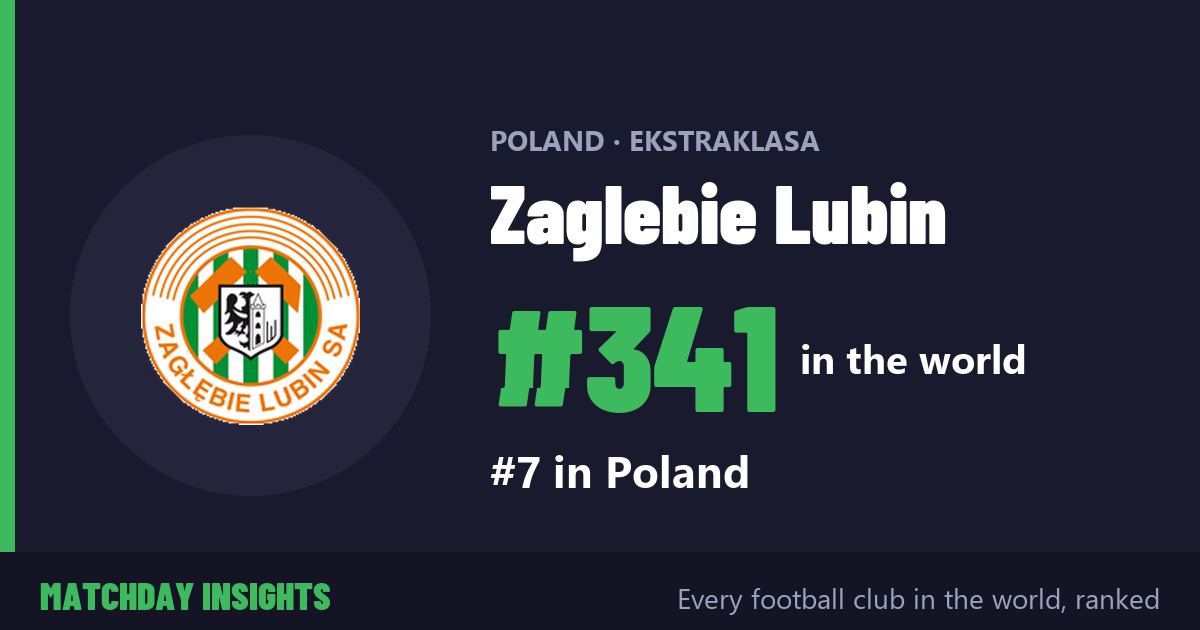 POLAND · EKSTRAKLASA
Zaglebie Lubin
#341 in the world
#7 in Poland
ZAGŁĘBIE LUBIN SA
MATCHDAY INSIGHTS
Every football club in the world, ranked